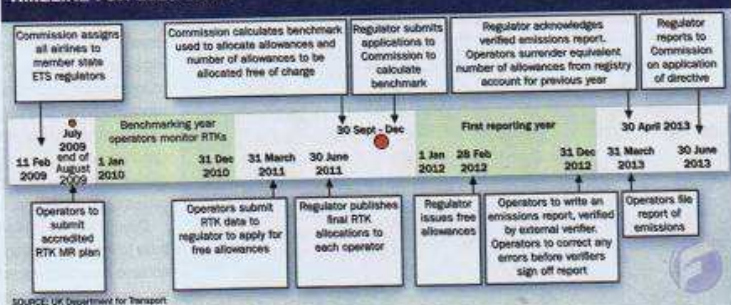 Commission assigns
all airlines to
member state
ETS regulators
Commission calculates benchmark
used to allocate allowances and
number of allowances to be
allocated free of charge
Regulator submits
applications to
Commission to
calculate
benchmark
Regulator acknowledges
verified emissions report.
Operators surrender equivalent
number of allowances from registry
account for previous year
Regulator
reports to
Commission
on application
of directive
11 Feb
2009
July
2009
end of
August
2009
Benchmarking year
operators monitor RTKs
1 Jan
2010
31 Dec
2010
31 March
2011
30 June
2011
30 Sept - Dec
First reporting year
1 Jan
2012
28 Feb
2012
31 Dec
2012
30 April 2013
31 March
2013
30 June
2013
Operators to
submit
accredited
RTK MR plan
Operators submit
RTK data to
regulator to apply for
free allowances
Regulator publishes
final RTK
allocations to
each operator
Regulator
issues free
allowances
Operators to write an
emissions report, verified
by external verifier.
Operators to correct any
errors before verifiers
sign off report
Operators file
report of
emissions
SOURCE: UK Department for Transport